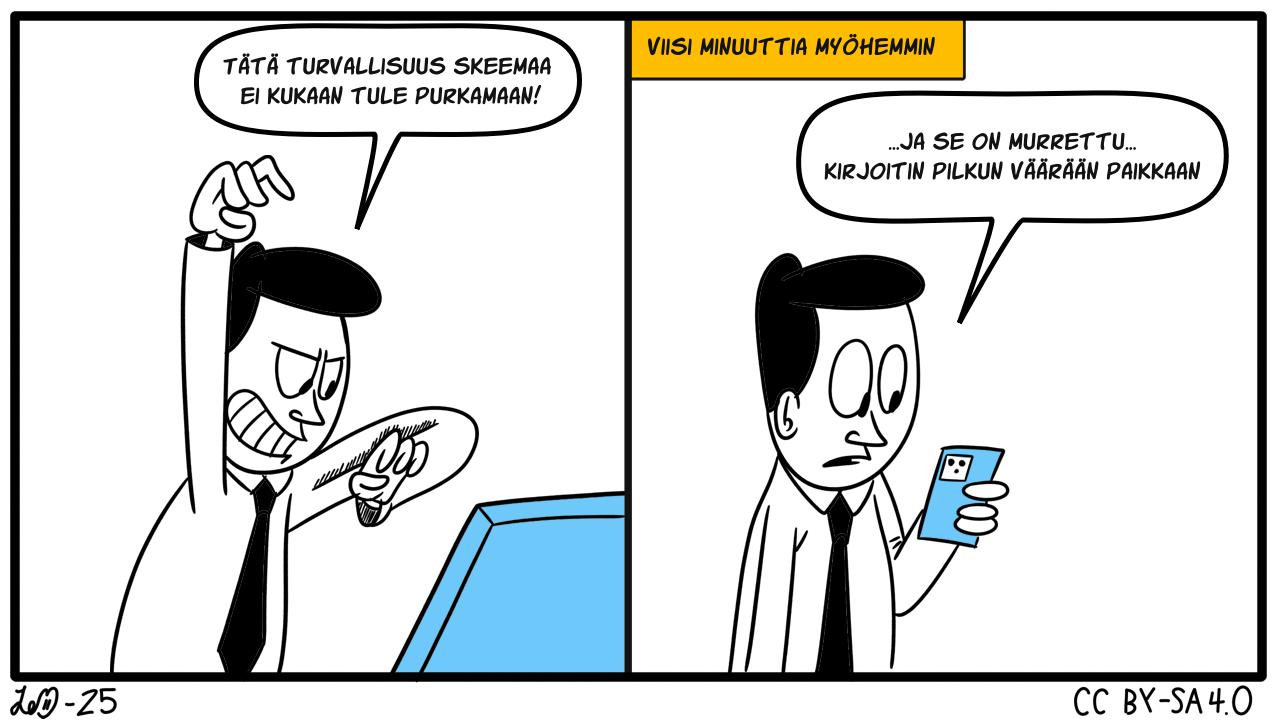 TÄTÄ TURVALLISUUS SKEEMAA
EI KUKAAN TULE PURKAMAAN!
VIISI MINUUTTIA MYÖHEMMIN
...JA SE ON MURRETTU...
KIRJOITIN PILKUN VÄÄRÄÄN PAIKKAAN
-25
CC BY-SA 4.0